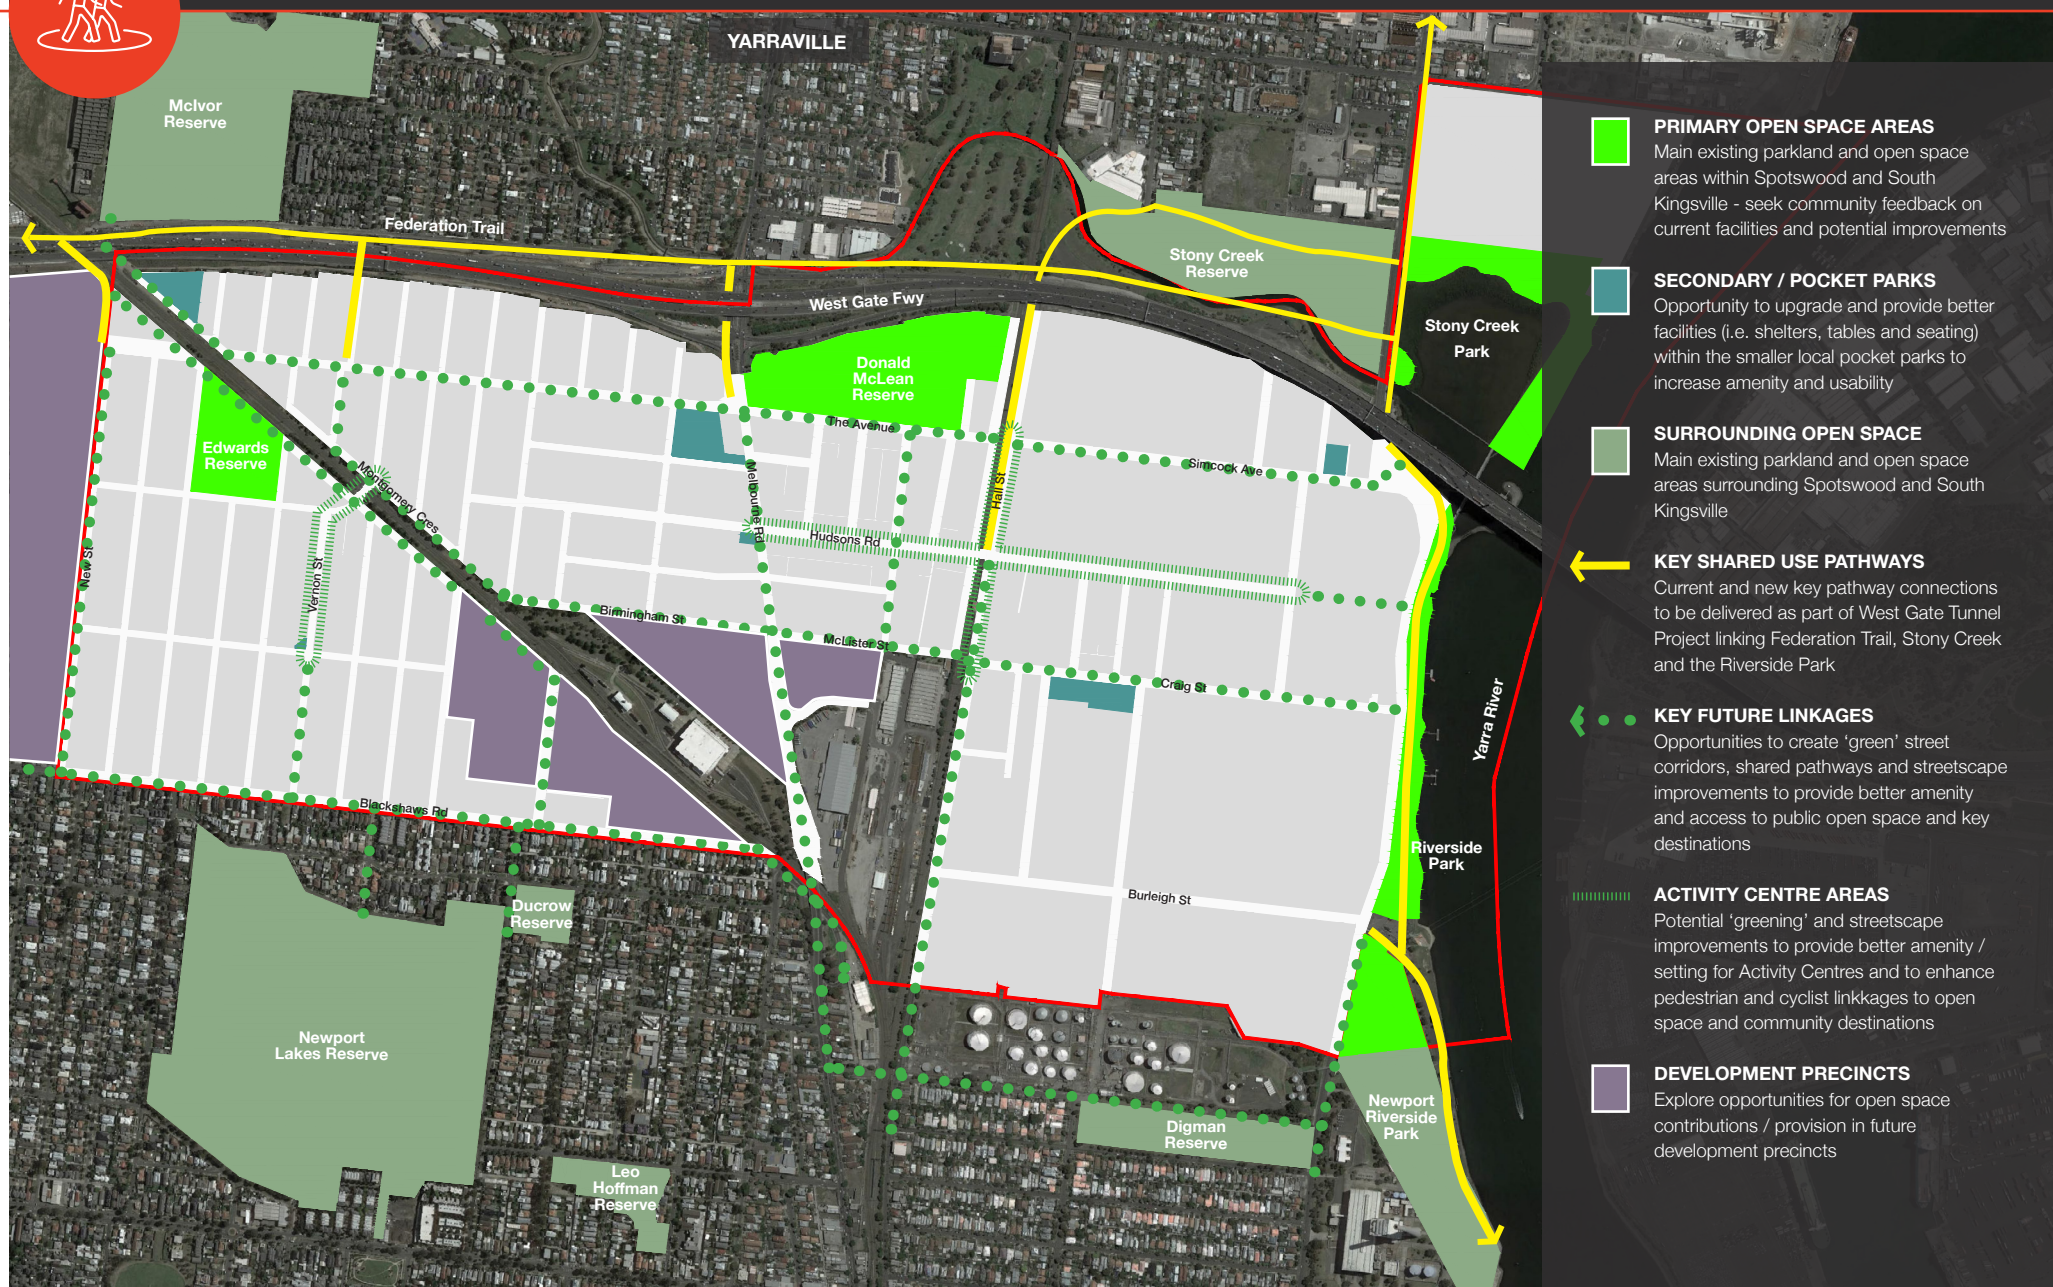 YARRAVILLE
McIvor
Reserve
Federation Trail
West Gate Fwy
Stony Creek
Reserve
Stony Creek
Park
Donald
McLean
Reserve
The Avenue
Edwards
Reserve
Montgomery Cres
Melbourne Rd
Hall St
Simcock Ave
Hudsons Rd
New St
Vernon St
Birmingham St
McLister St
Craig St
Yarra River
Blackshaws Rd
Riverside
Park
Burleigh St
Ducrow
Reserve
Newport
Lakes Reserve
Newport
Riverside
Park
Digman
Reserve
Leo
Hoffman
Reserve
PRIMARY OPEN SPACE AREAS
Main existing parkland and open space
areas within Spotswood and South
Kingsville - seek community feedback on
current facilities and potential improvements
SECONDARY / POCKET PARKS
Opportunity to upgrade and provide better
facilities (i.e. shelters, tables and seating)
within the smaller local pocket parks to
increase amenity and usability
SURROUNDING OPEN SPACE
Main existing parkland and open space
areas surrounding Spotswood and South
Kingsville
KEY SHARED USE PATHWAYS
Current and new key pathway connections
to be delivered as part of West Gate Tunnel
Project linking Federation Trail, Stony Creek
and the Riverside Park
KEY FUTURE LINKAGES
Opportunities to create ‘green’ street
corridors, shared pathways and streetscape
improvements to provide better amenity
and access to public open space and key
destinations
ACTIVITY CENTRE AREAS
Potential ‘greening’ and streetscape
improvements to provide better amenity /
setting for Activity Centres and to enhance
pedestrian and cyclist linkkages to open
space and community destinations
DEVELOPMENT PRECINCTS
Explore opportunities for open space
contributions / provision in future
development precincts